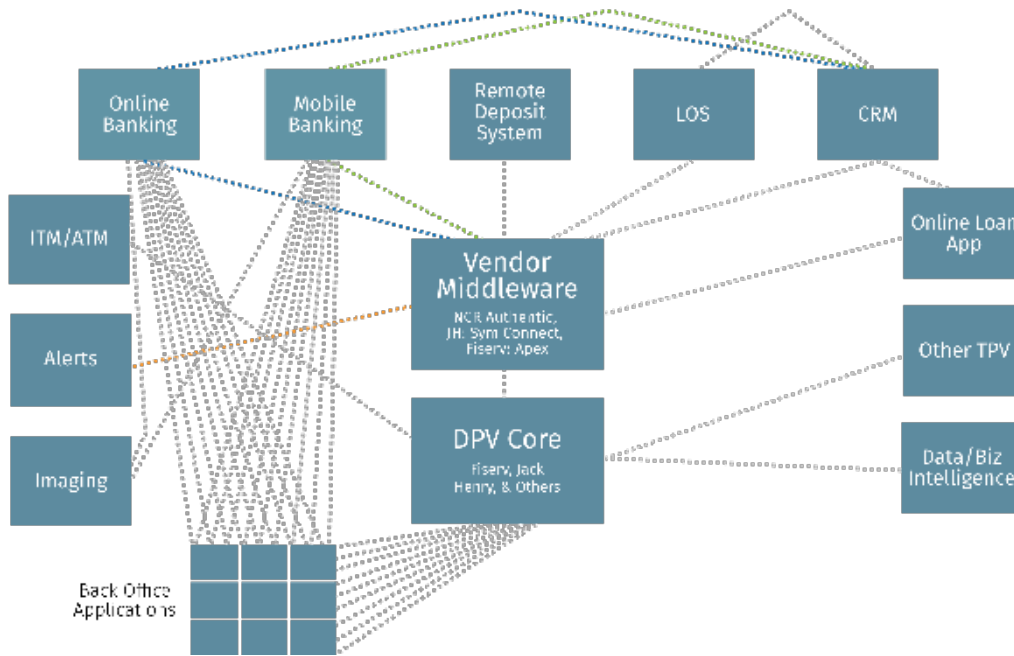 Online
Banking
Mobile
Banking
Remote
Deposit
System
LOS
CRM
ITM/ATM
Vendor
Middleware
NCR Authentic,
JH: Sym Connect,
Fiserv: Apex
Online Loan
App
Alerts
Other TPV
DPV Core
Fiserv, Jack
Henry, & Others
Imaging
Data/Biz
Intelligence
Back Office
Applications